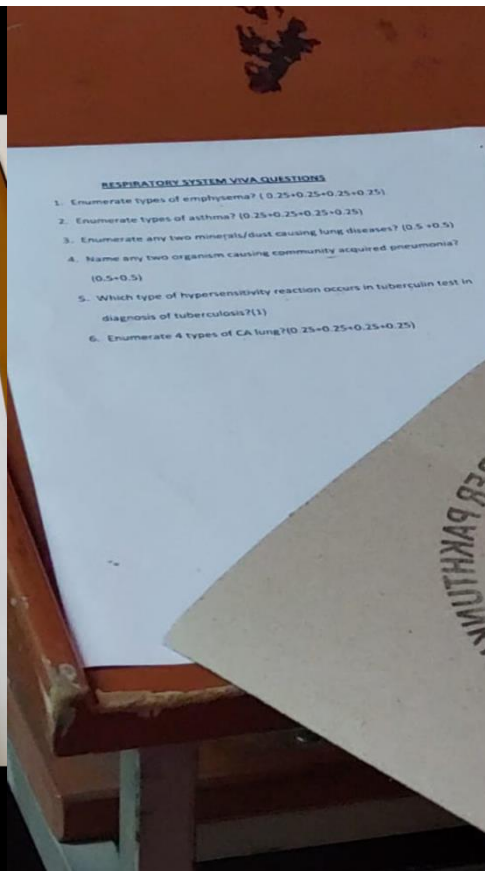 RESPIRATORY SYSTEM VIVA QUESTIONS
1. Enumerate types of emphysema? ( 0.25+0.25+0.25+0.25)
2. Enumerate types of asthma? (0.25+0.25+0.25+0.25)
3. Enumerate any two minerals/dust causing lung diseases? (0.5 +0.5)
4. Name any two organism causing community acquired pneumonia?
(0.5+0.5)
5. Which type of hypersensitivity reaction occurs in tuberculin test in
diagnosis of tuberculosis?(1)
6. Enumerate 4 types of CA lung?(0.25+0.25+0.25+0.25)